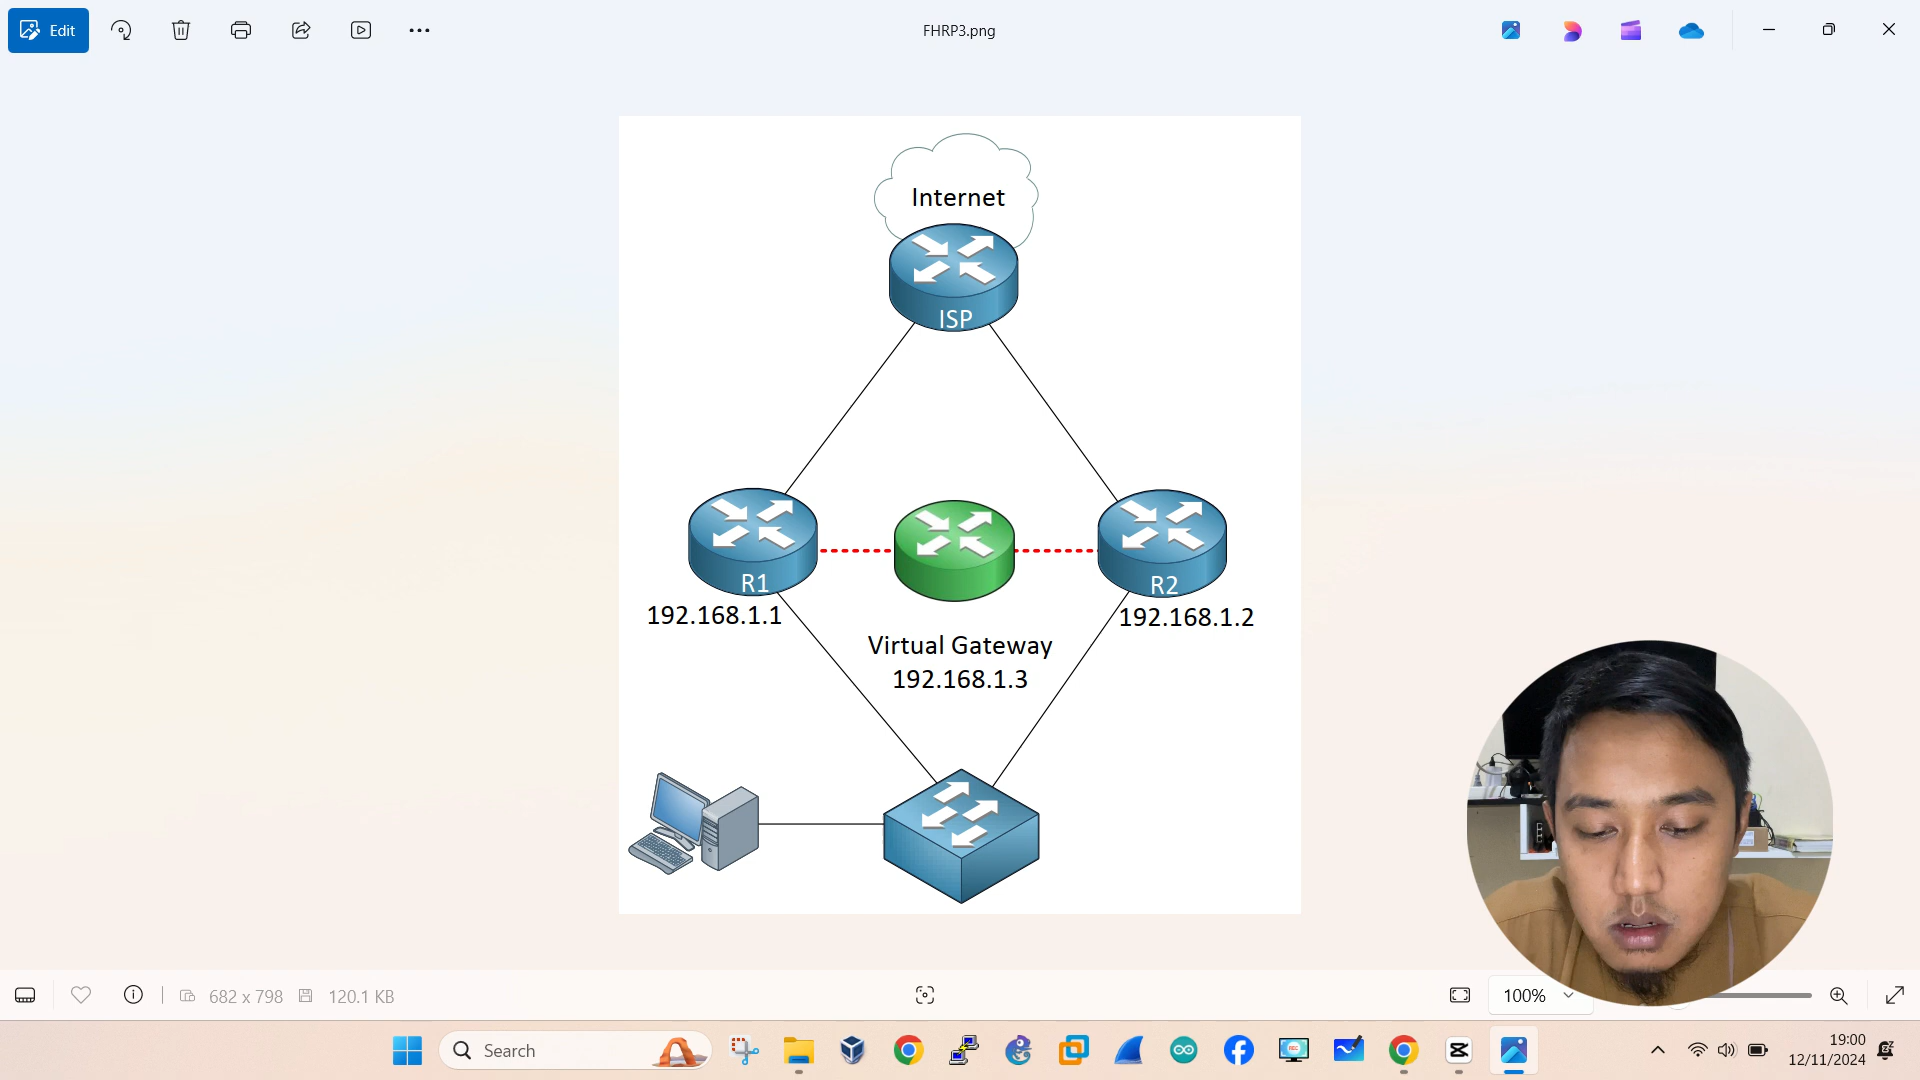 Edit
FHRP3.png
Internet
ISP
R1
R2
192.168.1.1
192.168.1.2
Virtual Gateway
192.168.1.3
682 x 798
120.1 KB
100%
Search
REC
19:00
12/11/2024